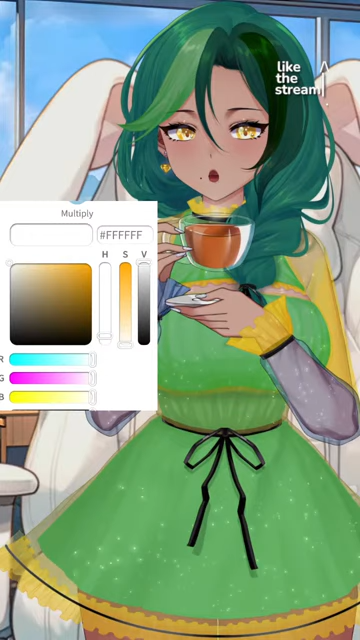 like
the
stream
Multiply
#FFFFFF
H S V
R
G
B